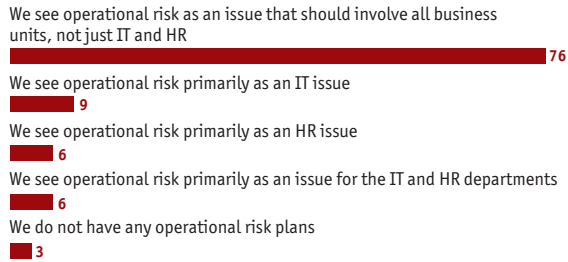 We see operational risk as an issue that should involve all business
units, not just IT and HR
76
We see operational risk primarily as an IT issue
9
We see operational risk primarily as an HR issue
6
We see operational risk primarily as an issue for the IT and HR departments
6
We do not have any operational risk plans
3